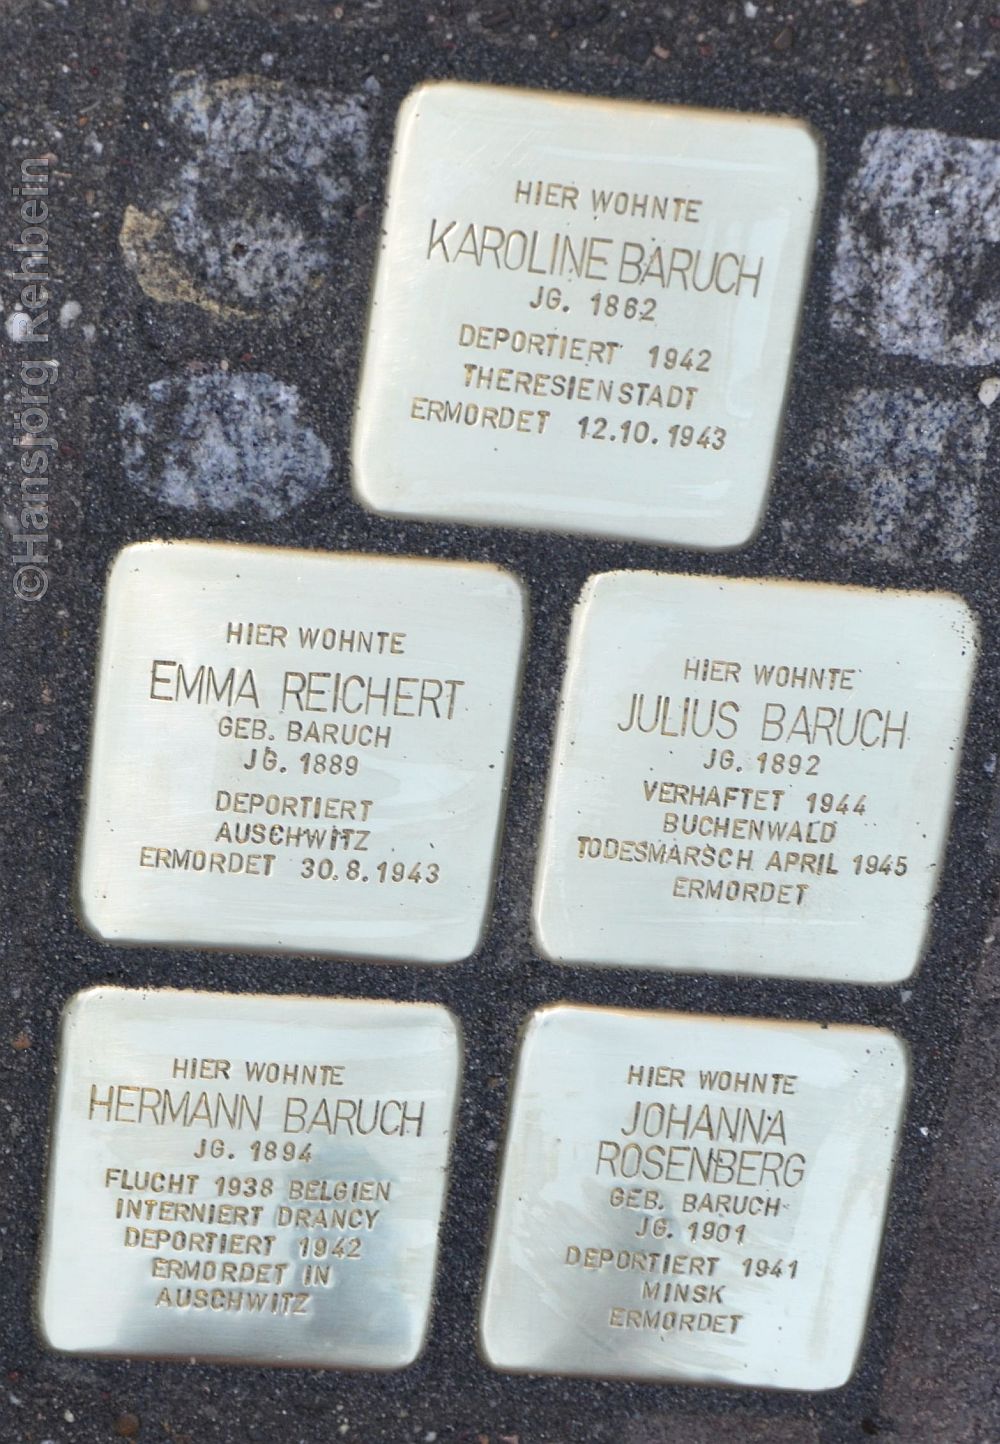 ©Hansjörg Rehbein
HIER WOHNTE
KAROLINE BARUCH
JG. 1862
DEPORTIERT 1942
THERESIENSTADT
ERMORDET 12.10.1943
HIER WOHNTE
EMMA REICHERT
GEB. BARUCH
JG. 1889
DEPORTIERT
AUSCHWITZ
ERMORDET 30.8.1943
HIER WOHNTE
JULIUS BARUCH
JG. 1892
VERHAFTET 1944
BUCHENWALD
TODESMARSCH APRIL 1945
ERMORDET
HIER WOHNTE
HERMANN BARUCH
JG. 1894
FLUCHT 1938 BELGIEN
INTERNIERT DRANCY
DEPORTIERT 1942
ERMORDET IN
AUSCHWITZ
HIER WOHNTE
JOHANNA
ROSENBERG
GEB. BARUCH
JG. 1901
DEPORTIERT 1941
MINSK
ERMORDET